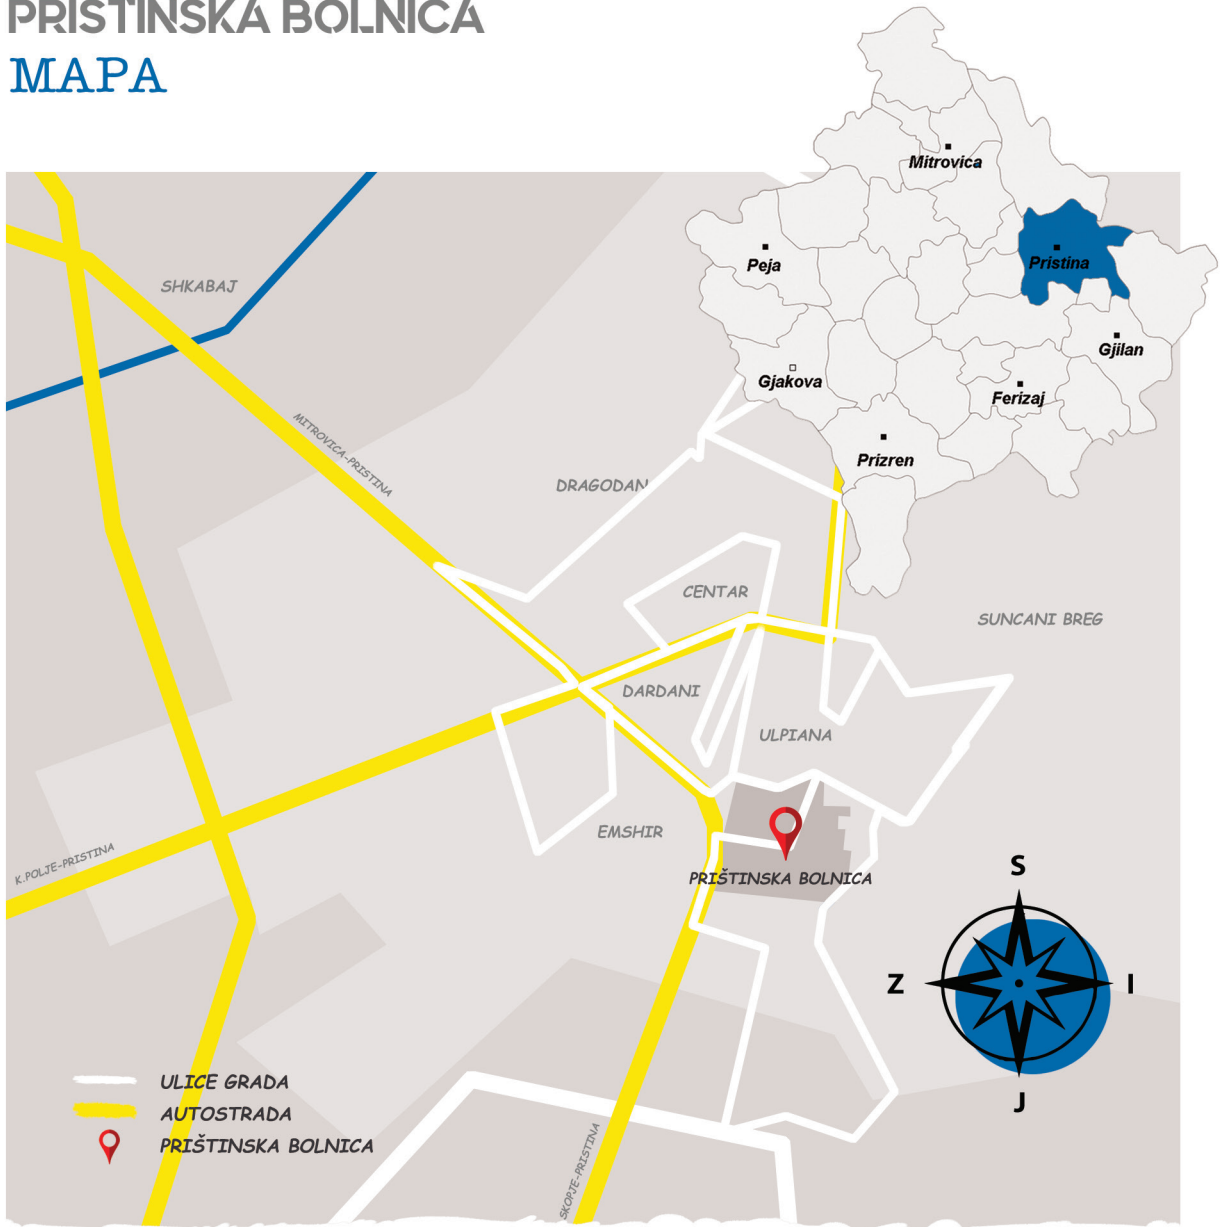 PRIŠTINSKA BOLNICA
MAPA
Mitrovica
Peja
Pristina
Gjilan
Gjakova
Ferizaj
Prizren
SHKABAJ
MITROVICA-PRISTINA
DRAGODAN
CENTAR
SUNCANI BREG
DARDANI
ULPIANA
EMSHIR
K.POLJE-PRISTINA
PRIŠTINSKA BOLNICA
S
Z
I
J
ULICE GRADA
AUTOSTRADA
PRIŠTINSKA BOLNICA
SKOPJE-PRISTINA